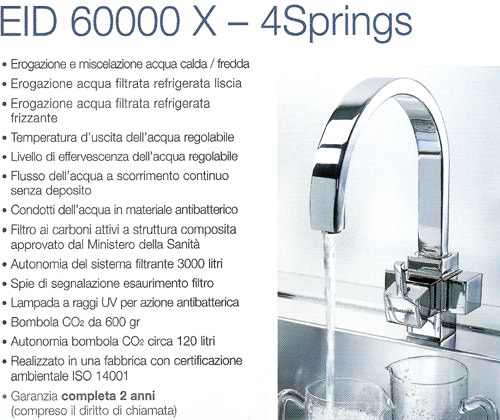 EID 60000 X – 4Springs
• Erogazione e miscelazione acqua calda / fredda
• Erogazione acqua filtrata refrigerata liscia
• Erogazione acqua filtrata refrigerata
frizzante
• Temperatura d'uscita dell'acqua regolabile
• Livello di effervescenza dell'acqua regolabile
• Flusso dell'acqua a scorrimento continuo
senza deposito
• Condotti dell'acqua in materiale antibatterico
• Filtro ai carboni attivi a struttura composita
approvato dal Ministero della Sanità
• Autonomia del sistema filtrante 3000 litri
• Spie di segnalazione esaurimento filtro
• Lampada a raggi UV per azione antibatterica
• Bombola CO2 da 600 gr
• Autonomia bombola CO2 circa 120 litri
• Realizzato in una fabbrica con certificazione
ambientale ISO 14001
• Garanzia completa 2 anni
(compreso il diritto di chiamata)